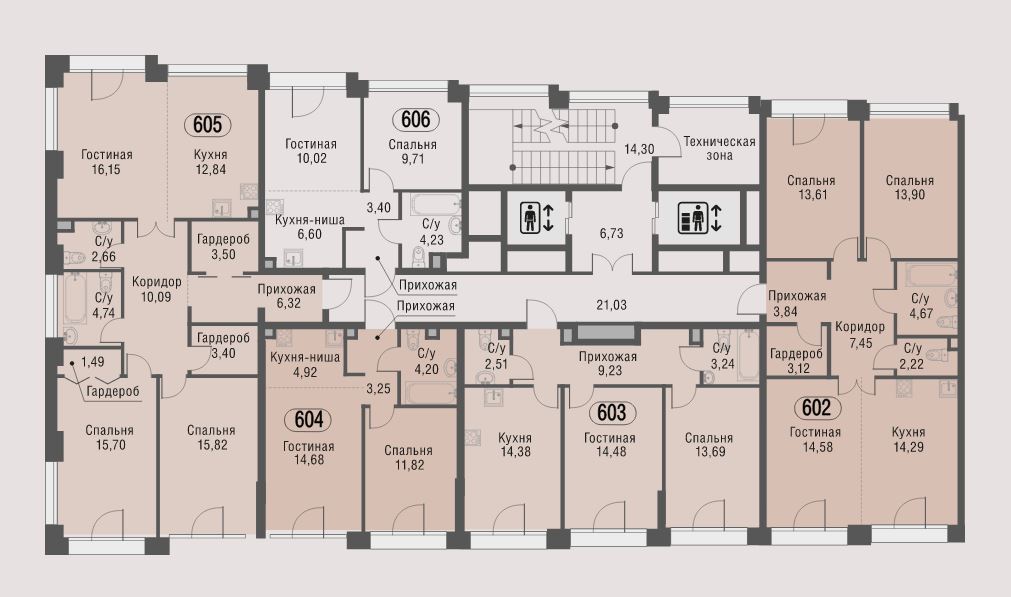 605
Гостиная
16,15
Кухня
12,84
С/у
2,66
Гардероб
3,50
С/у
4,74
Коридор
10,09
Прихожая
6,32
Гардероб
3,40
1,49
Гардероб
Спальня
15,70
Спальня
15,82
606
Гостиная
10,02
Спальня
9,71
Кухня-ниша
6,60
3,40
С/у
4,23
Прихожая
Прихожая
14,30
Техническая
зона
6,73
21,03
604
Кухня-ниша
4,92
3,25
С/у
4,20
Гостиная
14,68
Спальня
11,82
603
С/у
2,51
Прихожая
9,23
С/у
3,24
Кухня
14,38
Гостиная
14,48
Спальня
13,69
Спальня
13,61
Спальня
13,90
Прихожая
3,84
С/у
4,67
Коридор
7,45
Гардероб
3,12
С/у
2,22
602
Гостиная
14,58
Кухня
14,29